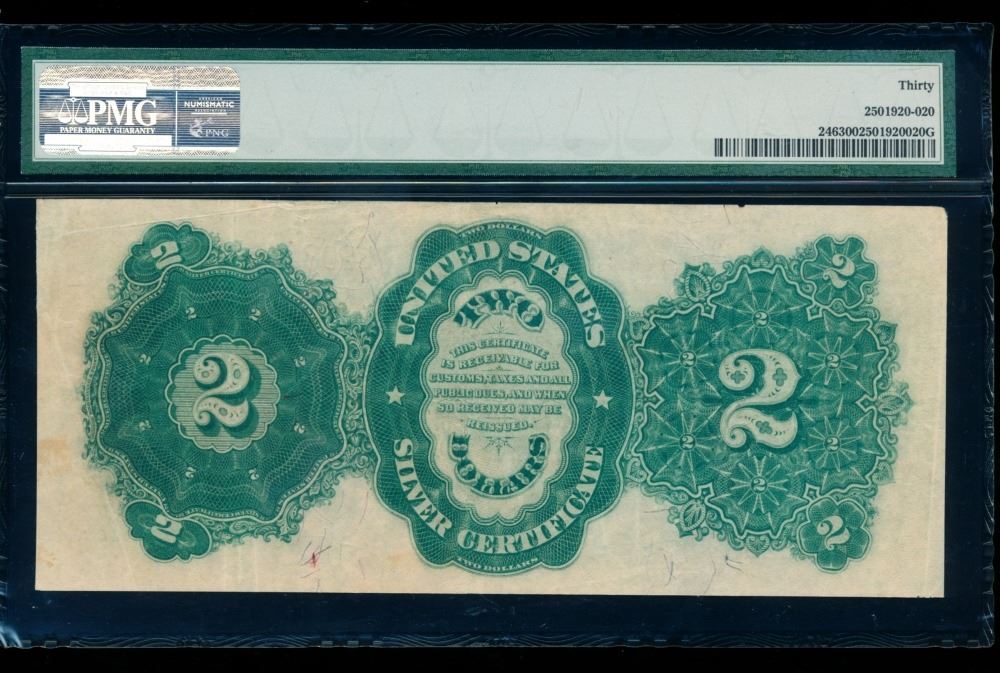 PMG
PAPER MONEY GUARANTY
NUMISMATIC
PNG
Thirty
2501920-020
2463002501920020G
TWO DOLLARS
UNITED STATES
TWO
THIS CERTIFICATE
IS RECEIVABLE FOR
CUSTOMS, TAXES AND ALL
PUBLIC DUES, AND WHEN
SO RECEIVED MAY BE
REISSUED.
DOLLARS
SILVER CERTIFICATE
TWO DOLLARS
2
2
2
2
2
2